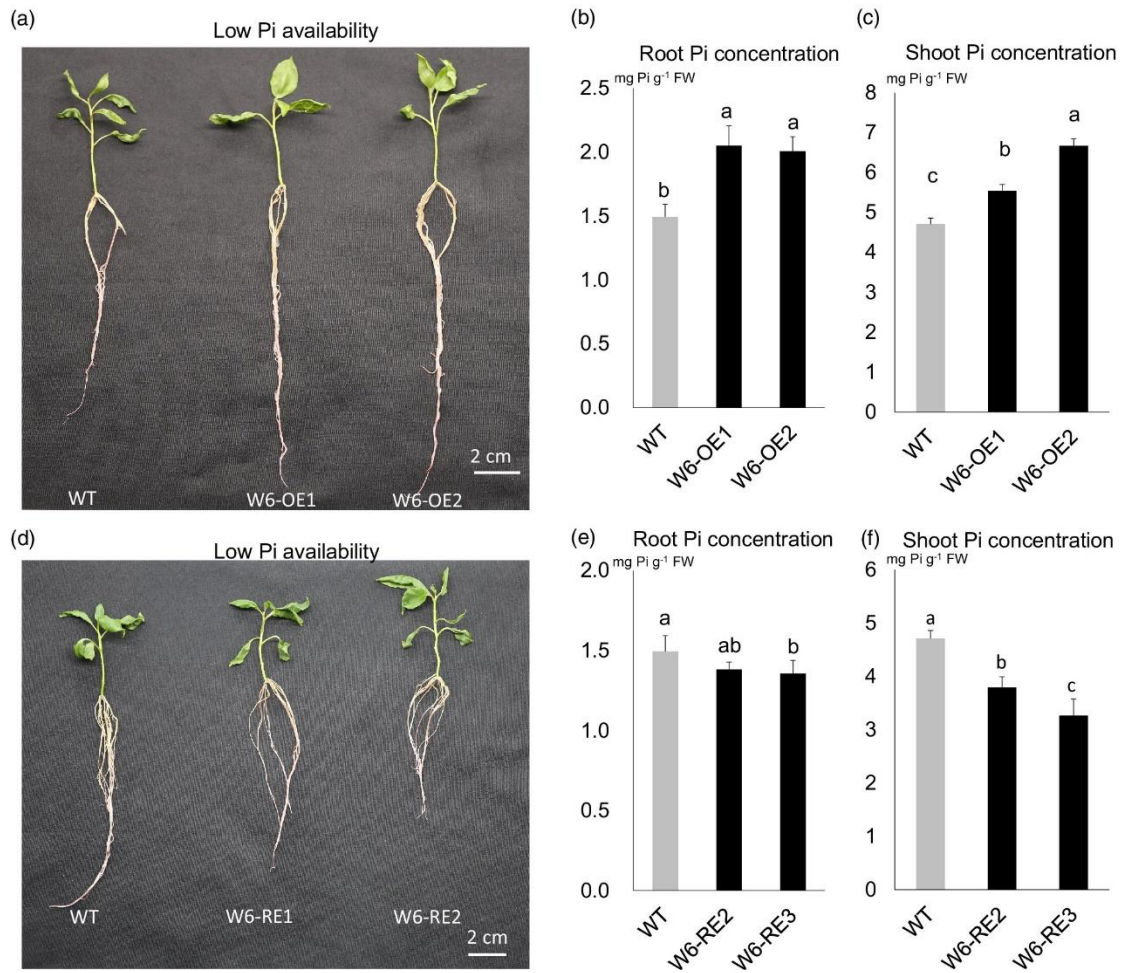 (a)
Low Pi availability
WT
W6-OE1
W6-OE2
2 cm
(b)
Root Pi concentration
mg Pi g⁻¹ FW
2.5
2.0
1.5
1.0
0.5
0.0
b
a
a
WT
W6-OE1
W6-OE2
(c)
Shoot Pi concentration
mg Pi g⁻¹ FW
8
7
6
5
4
3
2
1
0
c
b
a
WT
W6-OE1
W6-OE2
(d)
Low Pi availability
WT
W6-RE1
W6-RE2
2 cm
(e)
Root Pi concentration
mg Pi g⁻¹ FW
2.0
1.5
1.0
0.5
0.0
a
ab
b
WT
W6-RE2
W6-RE3
(f)
Shoot Pi concentration
mg Pi g⁻¹ FW
6
5
4
3
2
1
0
a
b
c
WT
W6-RE2
W6-RE3